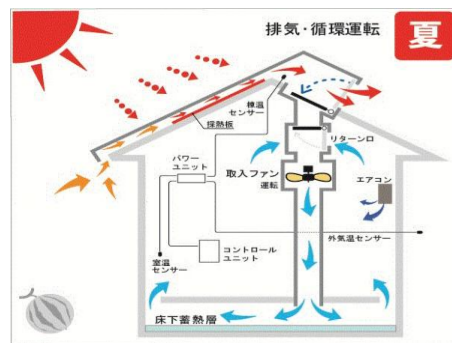 排気・循環運転
夏
棟温
センサー
採熱板
リターン口
パワー
ユニット
取入ファン
運転
エアコン
外気温センサー
室温
センサー
コントロール
ユニット
床下蓄熱層